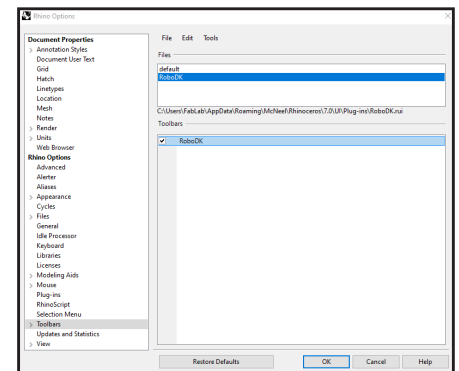 Rhino Options
Document Properties
Annotation Styles
Document User Text
Grid
Hatch
Linetypes
Location
Mesh
Notes
Render
Units
Web Browser
Rhino Options
Advanced
Alerter
Aliases
Appearance
Cycles
Files
General
Idle Processor
Keyboard
Libraries
Licenses
Modeling Aids
Mouse
Plug-ins
RhinoScript
Selection Menu
Toolbars
Updates and Statistics
View
File Edit Tools
Files
default
RoboDK
C:\Users\FabLab\AppData\Roaming\McNeel\Rhinoceros\7.0\UI\Plug-ins\RoboDK.rui
Toolbars
RoboDK
Restore Defaults OK Cancel Help